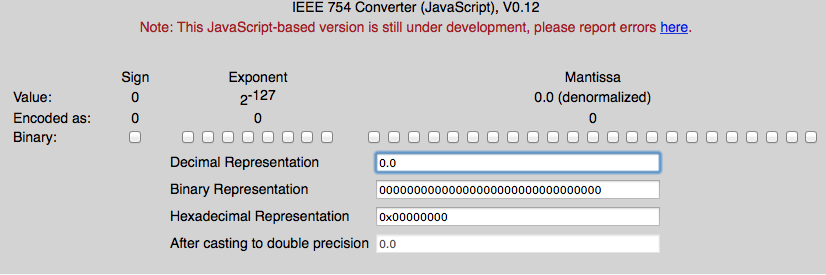 IEEE 754 Converter (JavaScript), V0.12
Note: This JavaScript-based version is still under development, please report errors here.
Sign Exponent Mantissa
Value: 0 2-127 0.0 (denormalized)
Encoded as: 0 0 0
Binary:
Decimal Representation 0.0
Binary Representation 00000000000000000000000000000000
Hexadecimal Representation 0x00000000
After casting to double precision 0.0